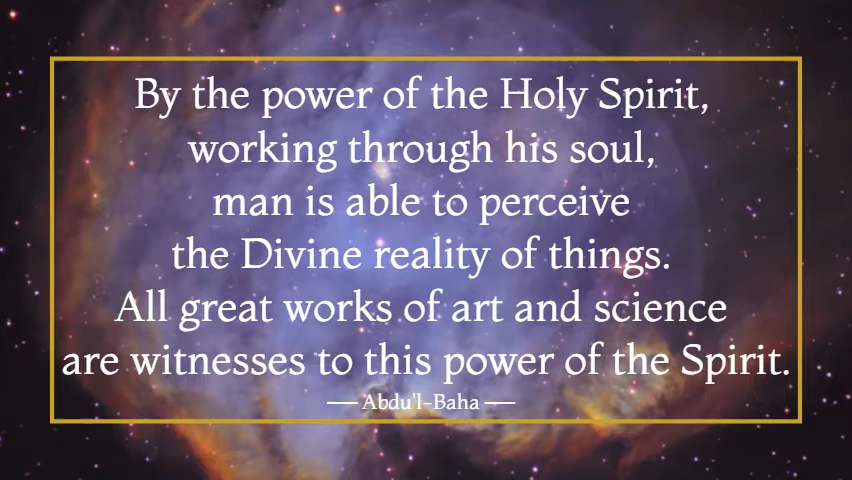 By the power of the Holy Spirit,
working through his soul,
man is able to perceive
the Divine reality of things.
All great works of art and science
are witnesses to this power of the Spirit.
— Abdu'l-Baha —